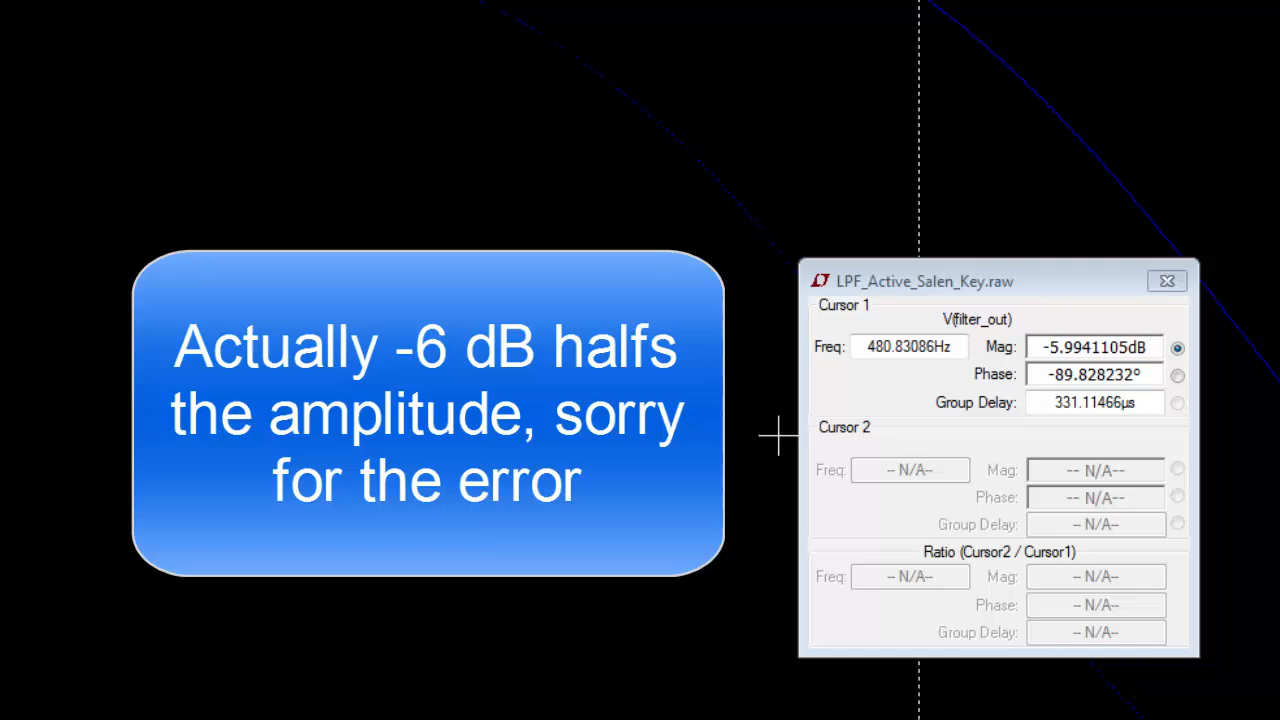 Actually -6 dB halfs
the amplitude, sorry
for the error
LPF_Active_Salen_Key.raw
Cursor 1
V(filter_out)
Freq: 480.83086Hz Mag: -5.9941105dB
Phase: -89.828232°
Group Delay: 331.11466µs
Cursor 2
Freq: -- N/A-- Mag: -- N/A--
Phase: -- N/A--
Group Delay: -- N/A--
Ratio (Cursor2 / Cursor1)
Freq: -- N/A-- Mag: -- N/A--
Phase: -- N/A--
Group Delay: -- N/A--